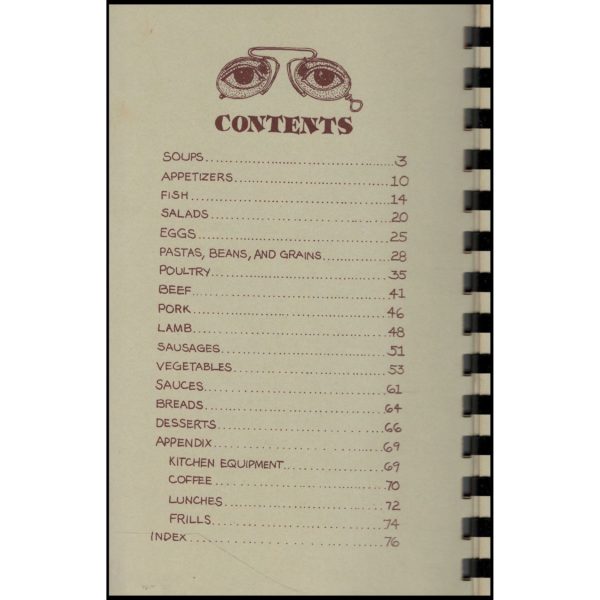 CONTENTS
SOUPS..........................................3
APPETIZERS.................................10
FISH..........................................14
SALADS.......................................20
EGGS..........................................25
PASTAS, BEANS, AND GRAINS..............28
POULTRY.....................................35
BEEF..........................................41
PORK..........................................46
LAMB..........................................48
SAUSAGES....................................51
VEGETABLES.................................53
SAUCES.......................................61
BREADS.......................................64
DESSERTS....................................66
APPENDIX....................................69
KITCHEN EQUIPMENT.....................69
COFFEE.......................................70
LUNCHES.....................................72
FRILLS.......................................74
INDEX.........................................76